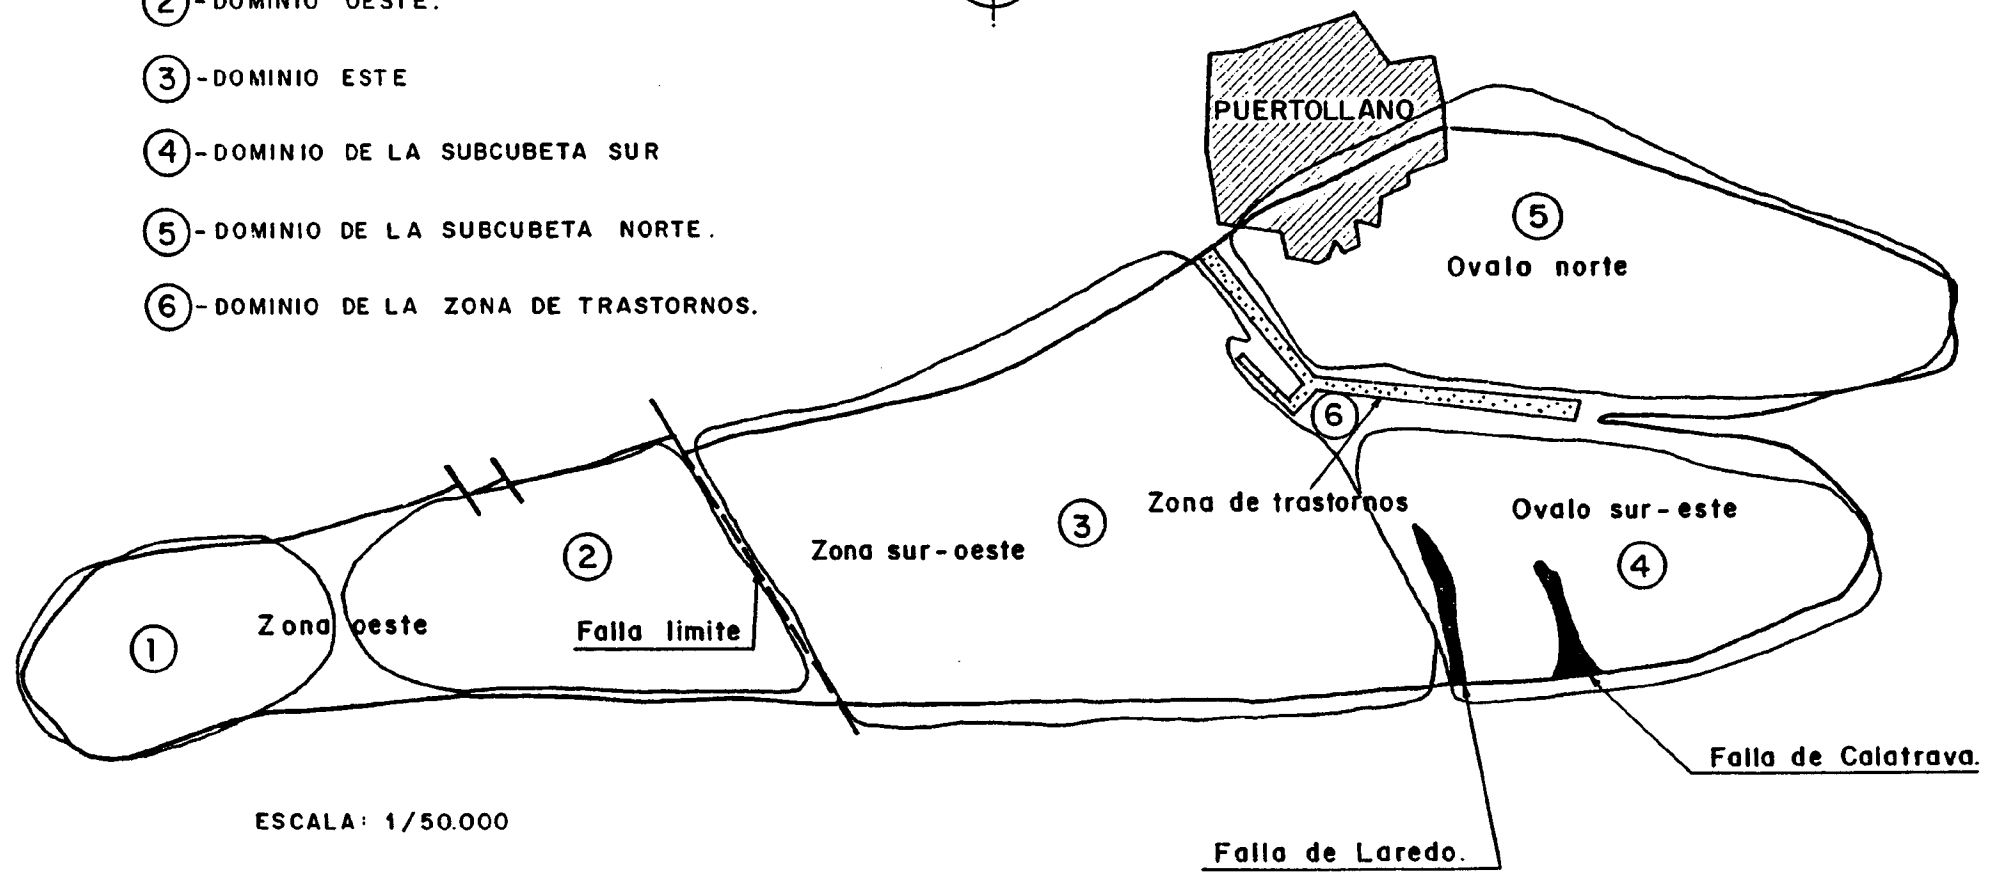 2-DOMINIO OESTE.
3-DOMINIO ESTE
4-DOMINIO DE LA SUBCUBETA SUR
5-DOMINIO DE LA SUBCUBETA NORTE.
6-DOMINIO DE LA ZONA DE TRASTORNOS.
PUERTOLLANO
5
Ovalo norte
6
Zona de trastornos
Ovalo sur-este
4
3
Zona sur-oeste
2
Zona oeste
1
Falla limite
Falla de Calatrava.
ESCALA: 1/50.000
Falla de Laredo.